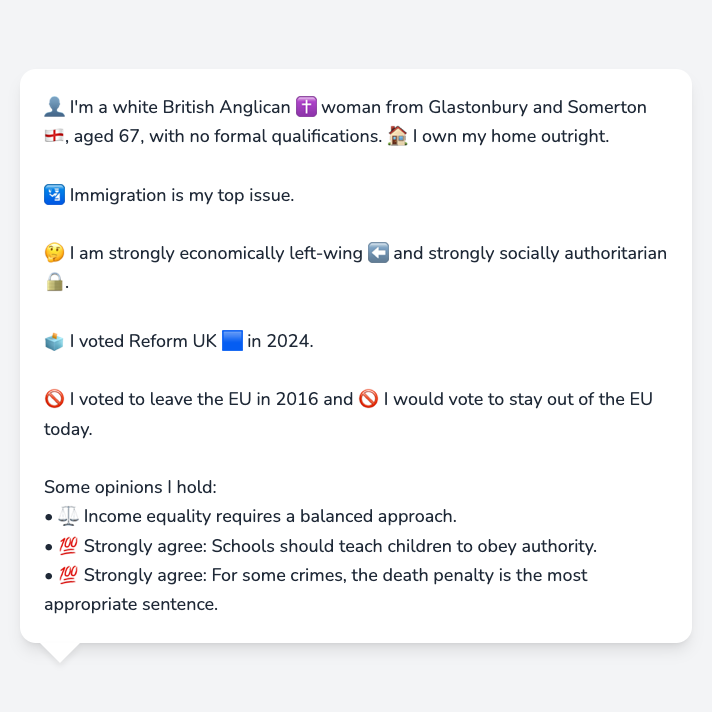 👤 I'm a white British Anglican ✝️ woman from Glastonbury and Somerton
🏴󠁧󠁢󠁥󠁮󠁧󠁿, aged 67, with no formal qualifications. 🏠 I own my home outright.
🛂 Immigration is my top issue.
🤔 I am strongly economically left-wing ⬅️ and strongly socially authoritarian
🔒.
🗳️ I voted Reform UK 🟦 in 2024.
🚫 I voted to leave the EU in 2016 and 🚫 I would vote to stay out of the EU
today.
Some opinions I hold:
• ⚖️ Income equality requires a balanced approach.
• 💯 Strongly agree: Schools should teach children to obey authority.
• 💯 Strongly agree: For some crimes, the death penalty is the most
appropriate sentence.